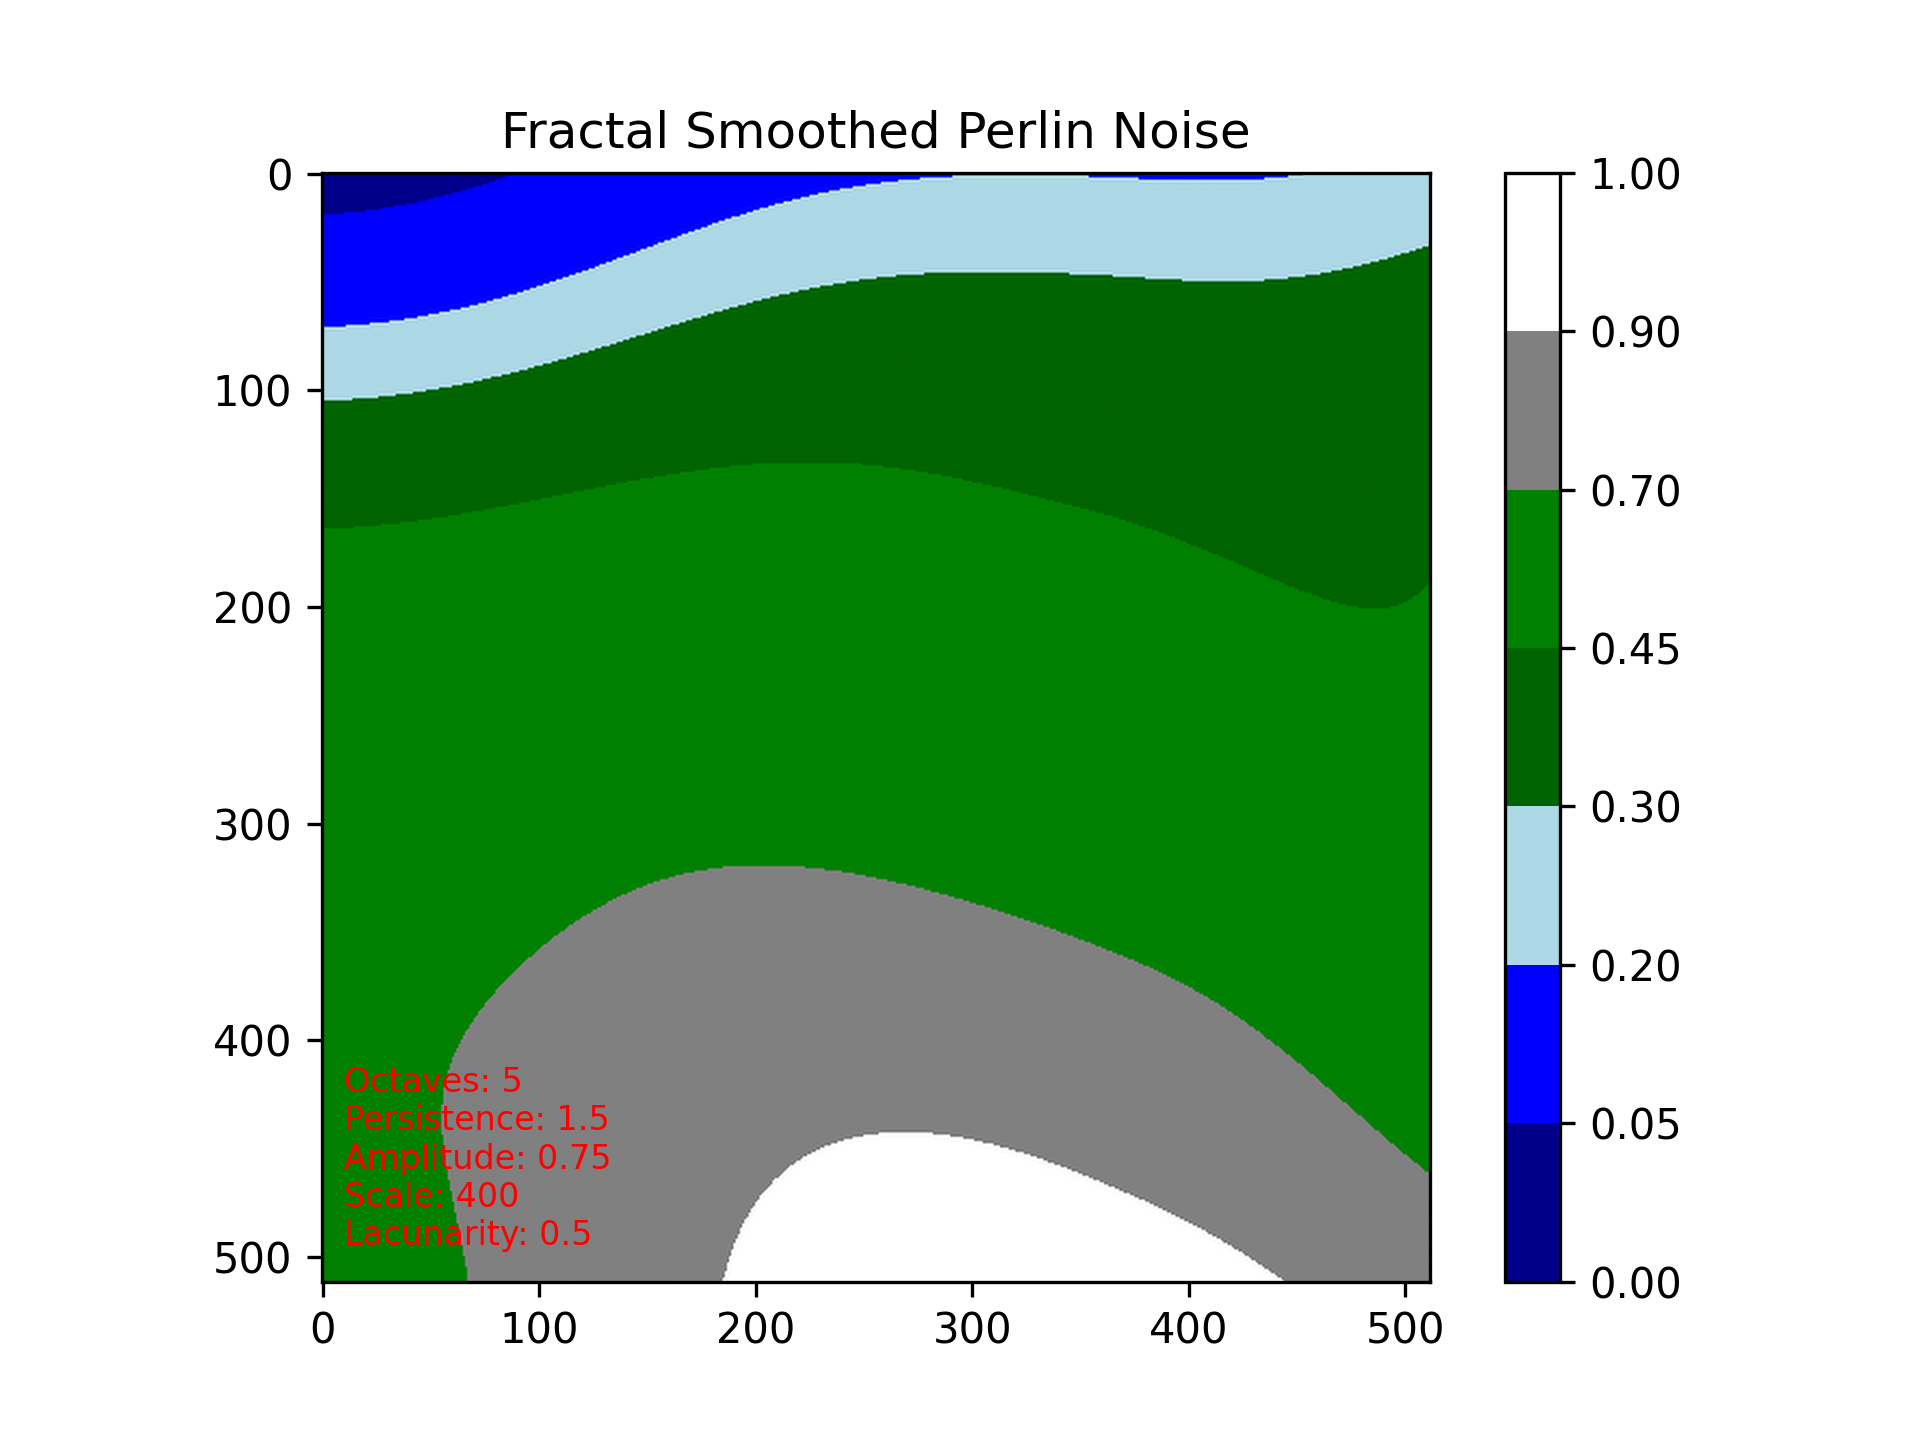 Fractal Smoothed Perlin Noise
0
100
200
300
400
500
Octaves: 5
Persistence: 1.5
Amplitude: 0.75
Scale: 400
Lacunarity: 0.5
0 100 200 300 400 500
1.00
0.90
0.70
0.45
0.30
0.20
0.05
0.00